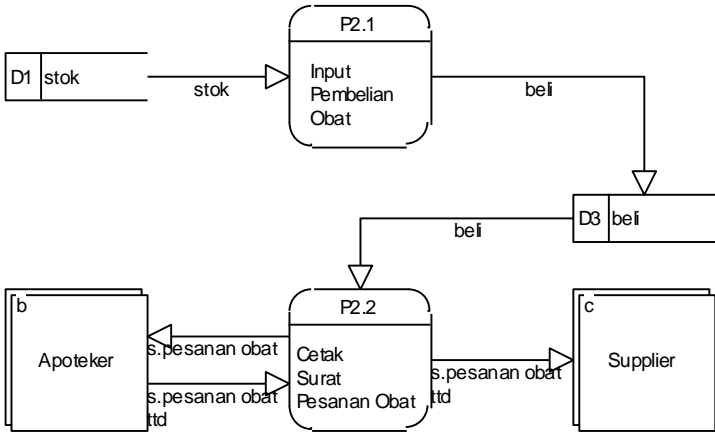 P2.1
D1 stok
stok
Input
Pembelian
Obat
beli
D3 beli
beli
b
Apoteker
s.pesanan obat
s.pesanan obat
ttd
P2.2
Cetak
Surat
Pesanan Obat
s.pesanan obat
ttd
c
Supplier